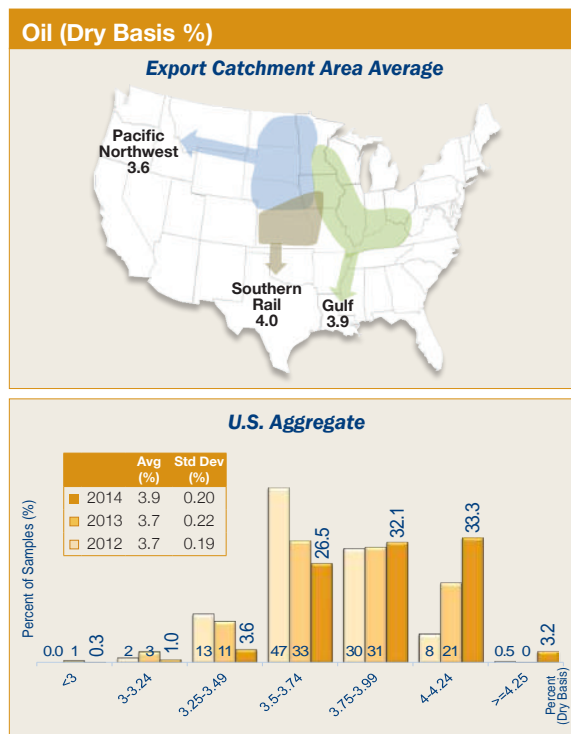 Oil (Dry Basis %)
Export Catchment Area Average
Pacific
Northwest
3.6
Southern
Rail
4.0
Gulf
3.9
U.S. Aggregate
Avg Std Dev
(%) (%)
2014 3.9 0.20
2013 3.7 0.22
2012 3.7 0.19
Percent of Samples (%)
0.0 1 0.3
2 3 1.0
13 11 3.6
47 33 26.5
30 31 32.1
8 21 33.3
0.5 0 3.2
<3
3-3.24
3.25-3.49
3.5-3.74
3.75-3.99
4-4.24
>=4.25
Percent
(Dry Basis)